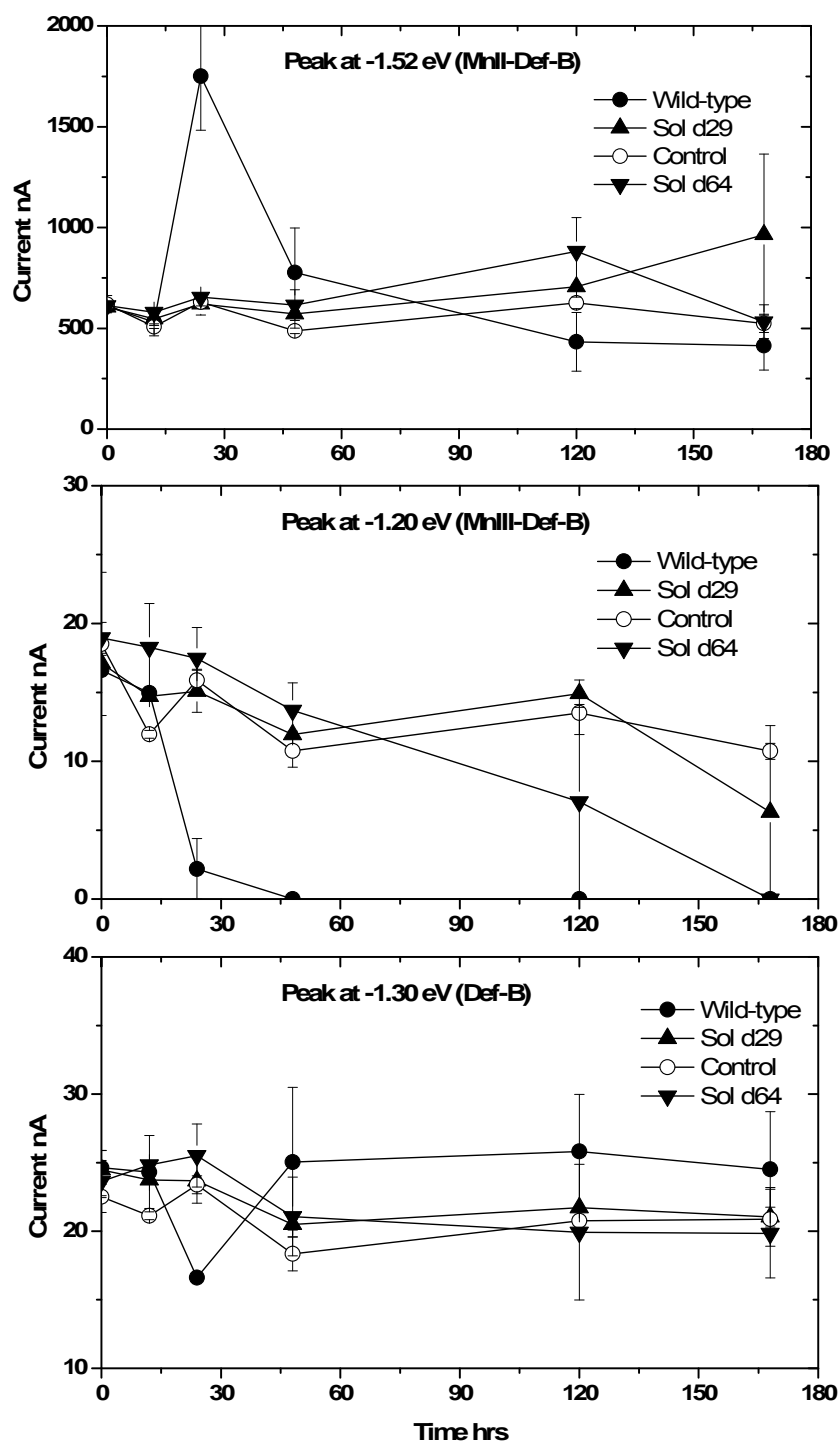 2000
Peak at -1.52 eV (MnII-Def-B)
Wild-type
1500
Sol d29
Control
Sol d64
1000
Current nA
500
0
0 30 60 90 120 150 180
30
Peak at -1.20 eV (MnIII-Def-B)
Wild-type
Sol d29
20
Control
Sol d64
Current nA
10
0
0 30 60 90 120 150 180
40
Peak at -1.30 eV (Def-B)
Wild-type
Sol d29
Control
Sol d64
30
Current nA
20
10
0 30 60 90 120 150 180
Time hrs